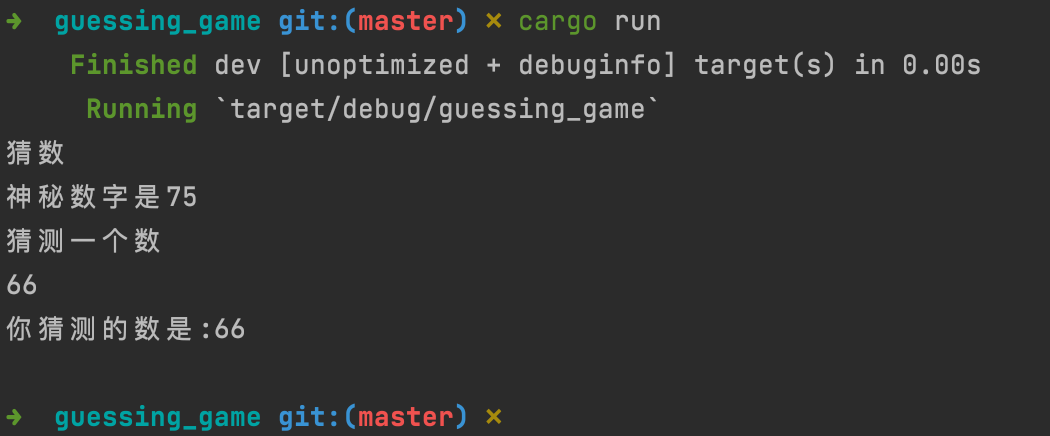 ➜ guessing_game git:(master) ✗ cargo run
Finished dev [unoptimized + debuginfo] target(s) in 0.00s
Running `target/debug/guessing_game`
猜数
神秘数字是75
猜测一个数
66
你猜测的数是:66
➜ guessing_game git:(master) ✗